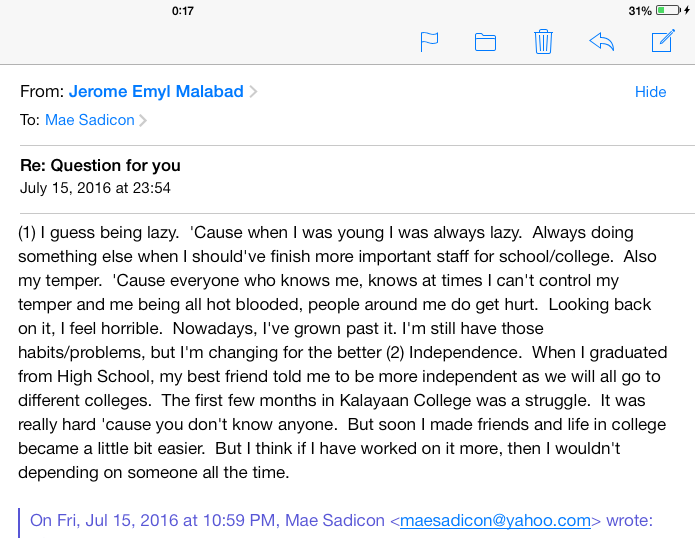 0:17
31%
From: Jerome Emyl Malabad
Hide
To: Mae Sadicon
Re: Question for you
July 15, 2016 at 23:54
(1) I guess being lazy.  'Cause when I was young I was always lazy.  Always doing
something else when I should've finish more important staff for school/college.  Also
my temper.  'Cause everyone who knows me, knows at times I can't control my
temper and me being all hot blooded, people around me do get hurt.  Looking back
on it, I feel horrible.  Nowadays, I've grown past it. I'm still have those
habits/problems, but I'm changing for the better (2) Independence.  When I graduated
from High School, my best friend told me to be more independent as we will all go to
different colleges.  The first few months in Kalayaan College was a struggle.  It was
really hard 'cause you don't know anyone.  But soon I made friends and life in college
became a little bit easier.  But I think if I have worked on it more, then I wouldn't
depending on someone all the time.
On Fri, Jul 15, 2016 at 10:59 PM, Mae Sadicon <maesadicon@yahoo.com> wrote: